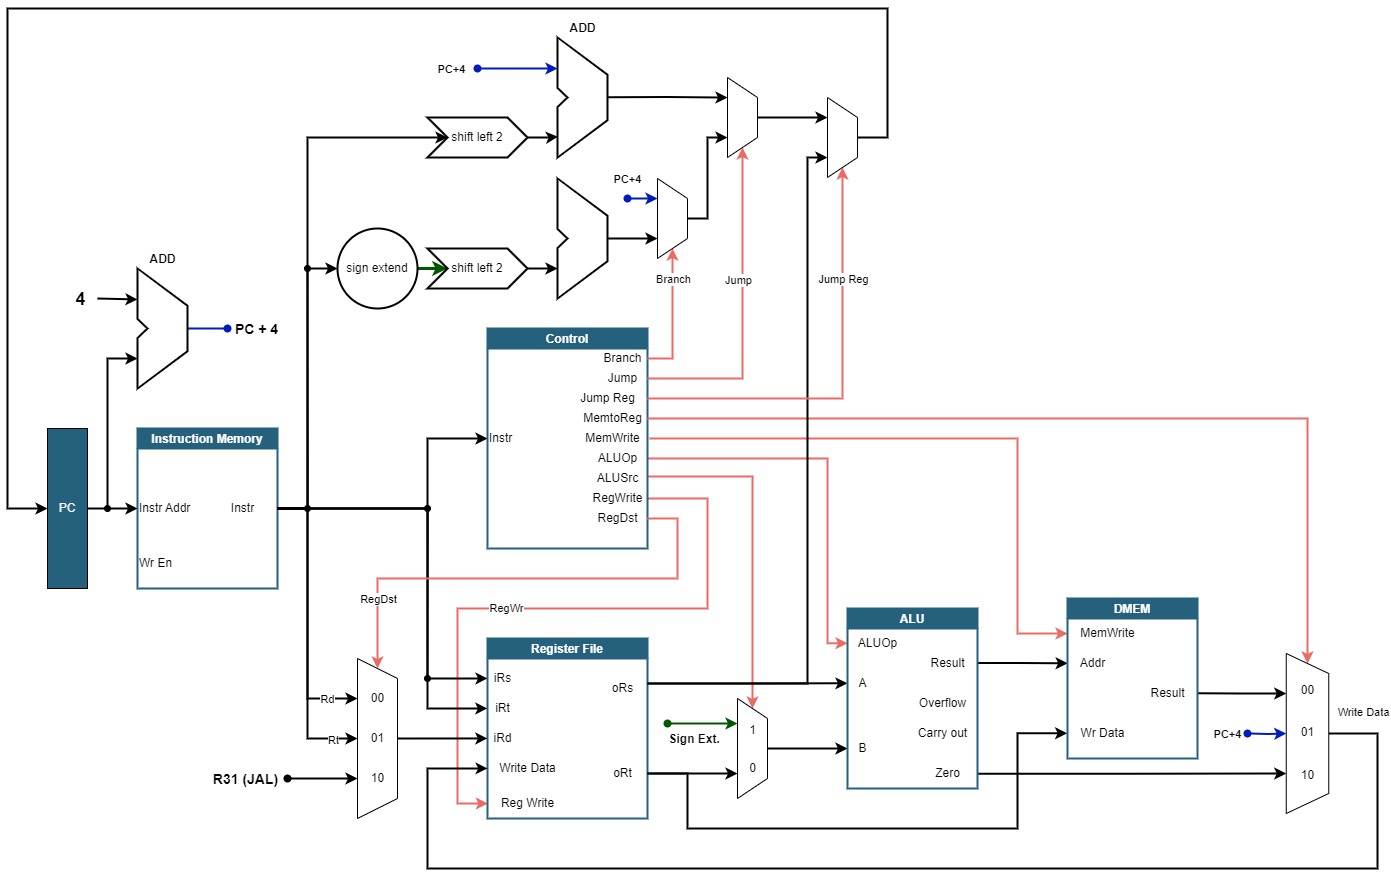 ADD
PC+4
shift left 2
PC+4
sign extend
shift left 2
Branch
Jump
Jump Reg
ADD
4
PC + 4
Control
Branch
Jump
Jump Reg
MemtoReg
MemWrite
ALUOp
ALUSrc
RegWrite
RegDst
Instr
PC
Instruction Memory
Instr Addr
Instr
Wr En
RegDst
RegWr
Rd
Rt
R31 (JAL)
00
01
10
Register File
iRs
iRt
iRd
Write Data
Reg Write
oRs
oRt
Sign Ext.
1
0
ALU
ALUOp
A
B
Result
Overflow
Carry out
Zero
DMEM
MemWrite
Addr
Result
Wr Data
PC+4
00
01
10
Write Data